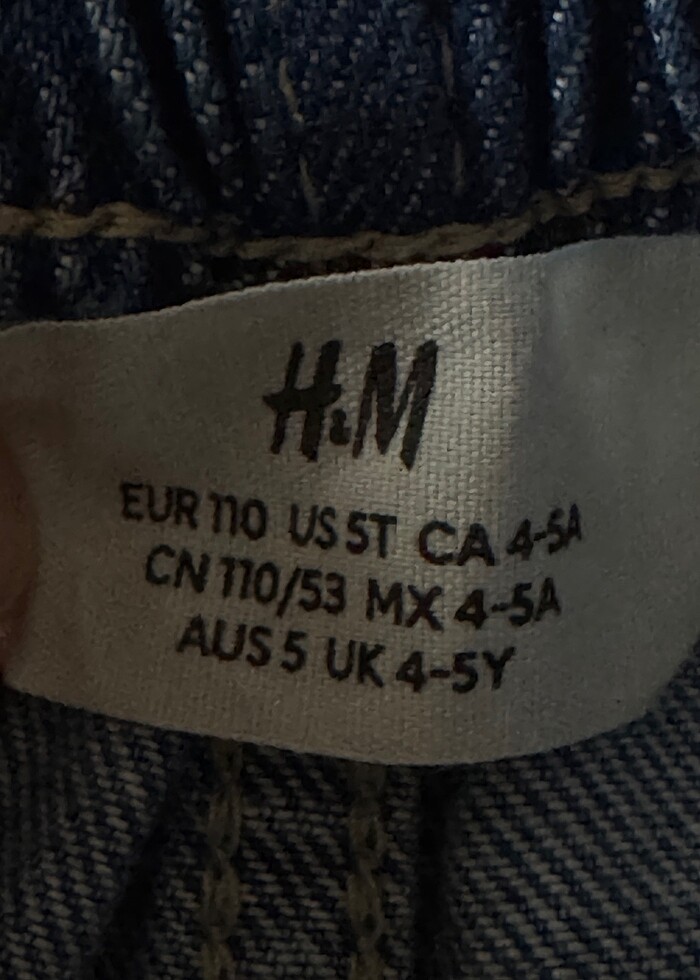 H&M
EUR 110 US 5T CA 4-5A
CN 110/53 MX 4-5A
AUS 5 UK 4-5Y